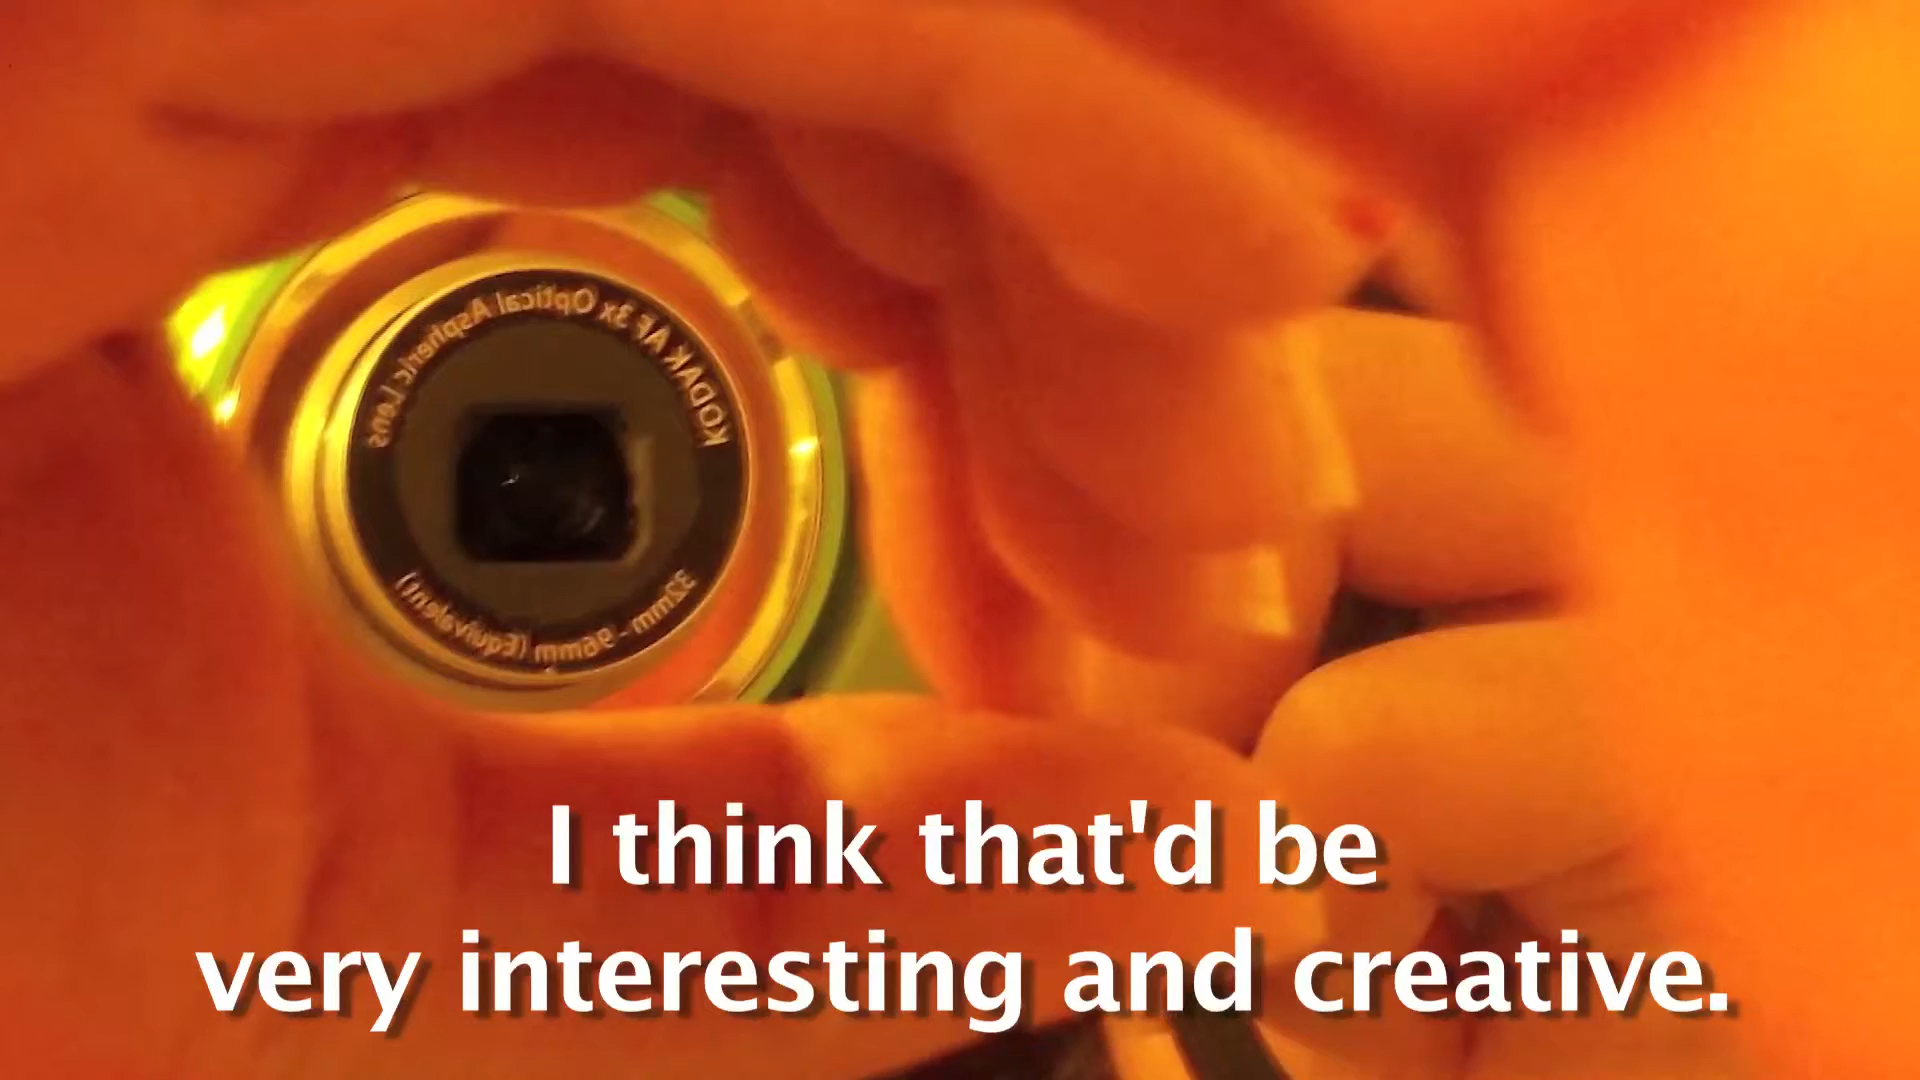 KODAK AF 3x Optical Aspheric Lens
32mm - 96mm (Equivalent)
I think that'd be
very interesting and creative.